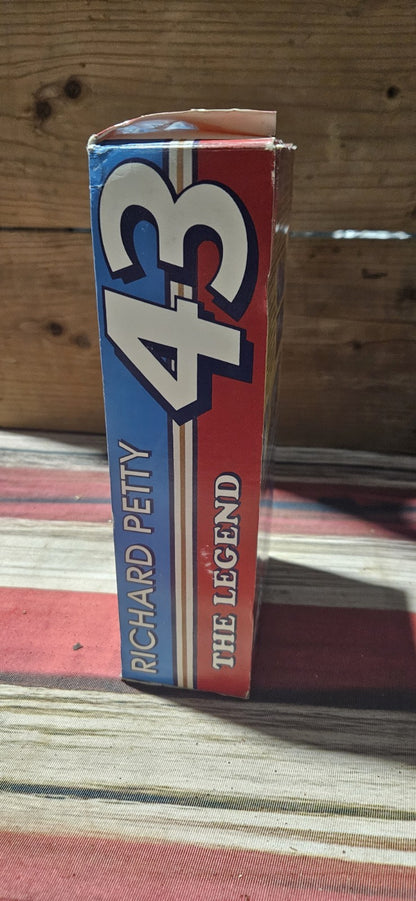 43
RICHARD PETTY
THE LEGEND